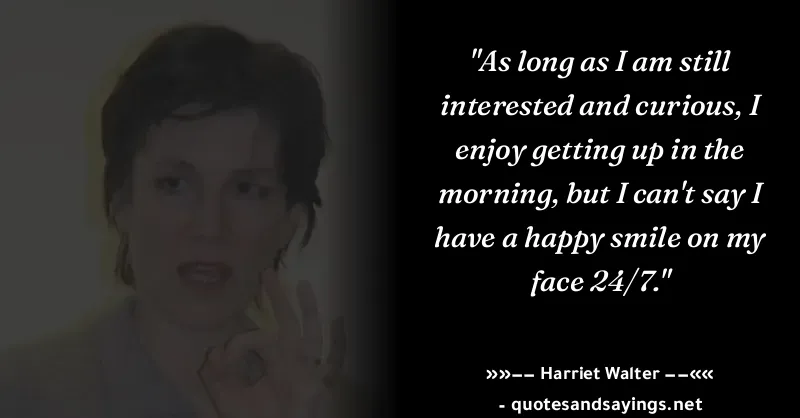 "As long as I am still
interested and curious, I
enjoy getting up in the
morning, but I can't say I
have a happy smile on my
face 24/7."
»»−− Harriet Walter −−««
- quotesandsayings.net